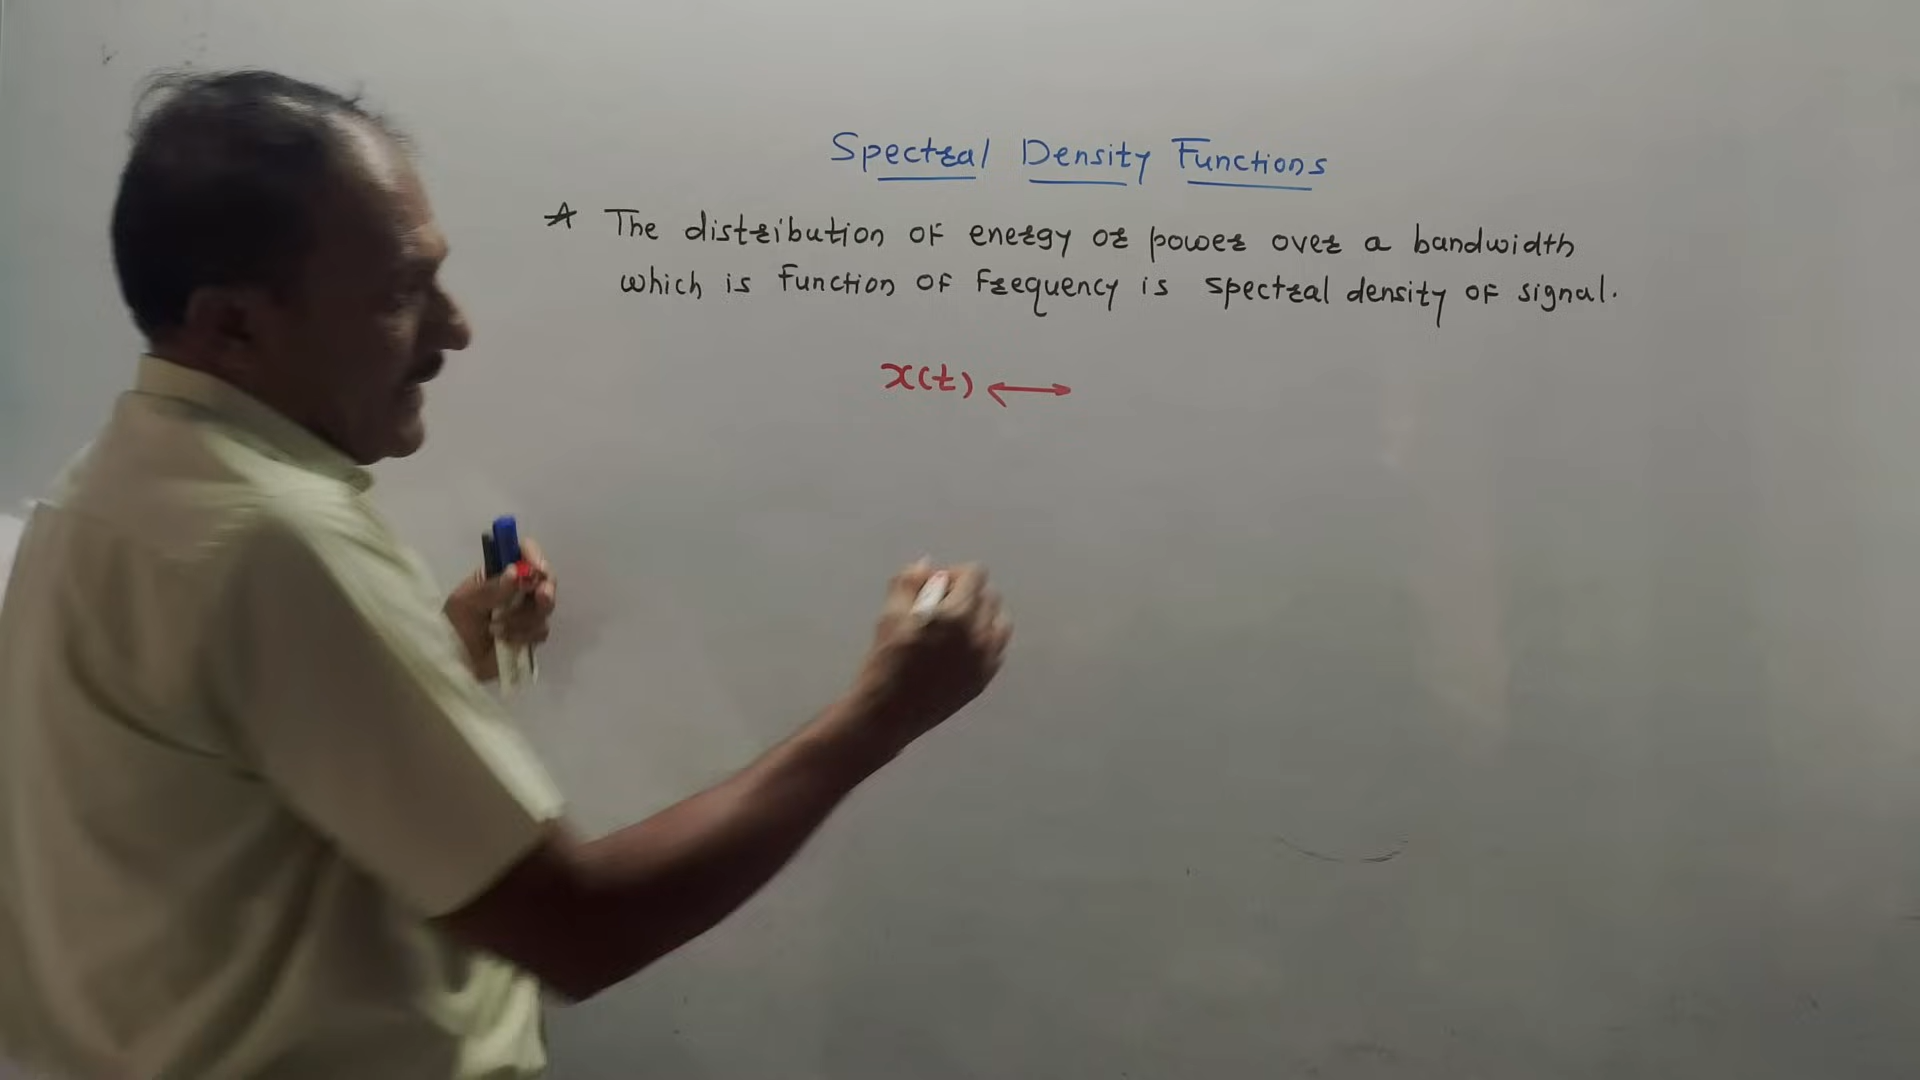 Spectral Density Functions
* The distribution of energy or power over a bandwidth
which is function of frequency is spectral density of signal.
x(t) ⟷